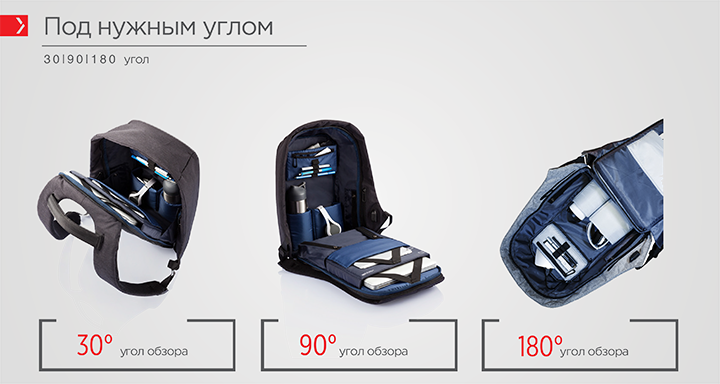 Под нужным углом
30|90|180 угол
30° угол обзора
90° угол обзора
180° угол обзора